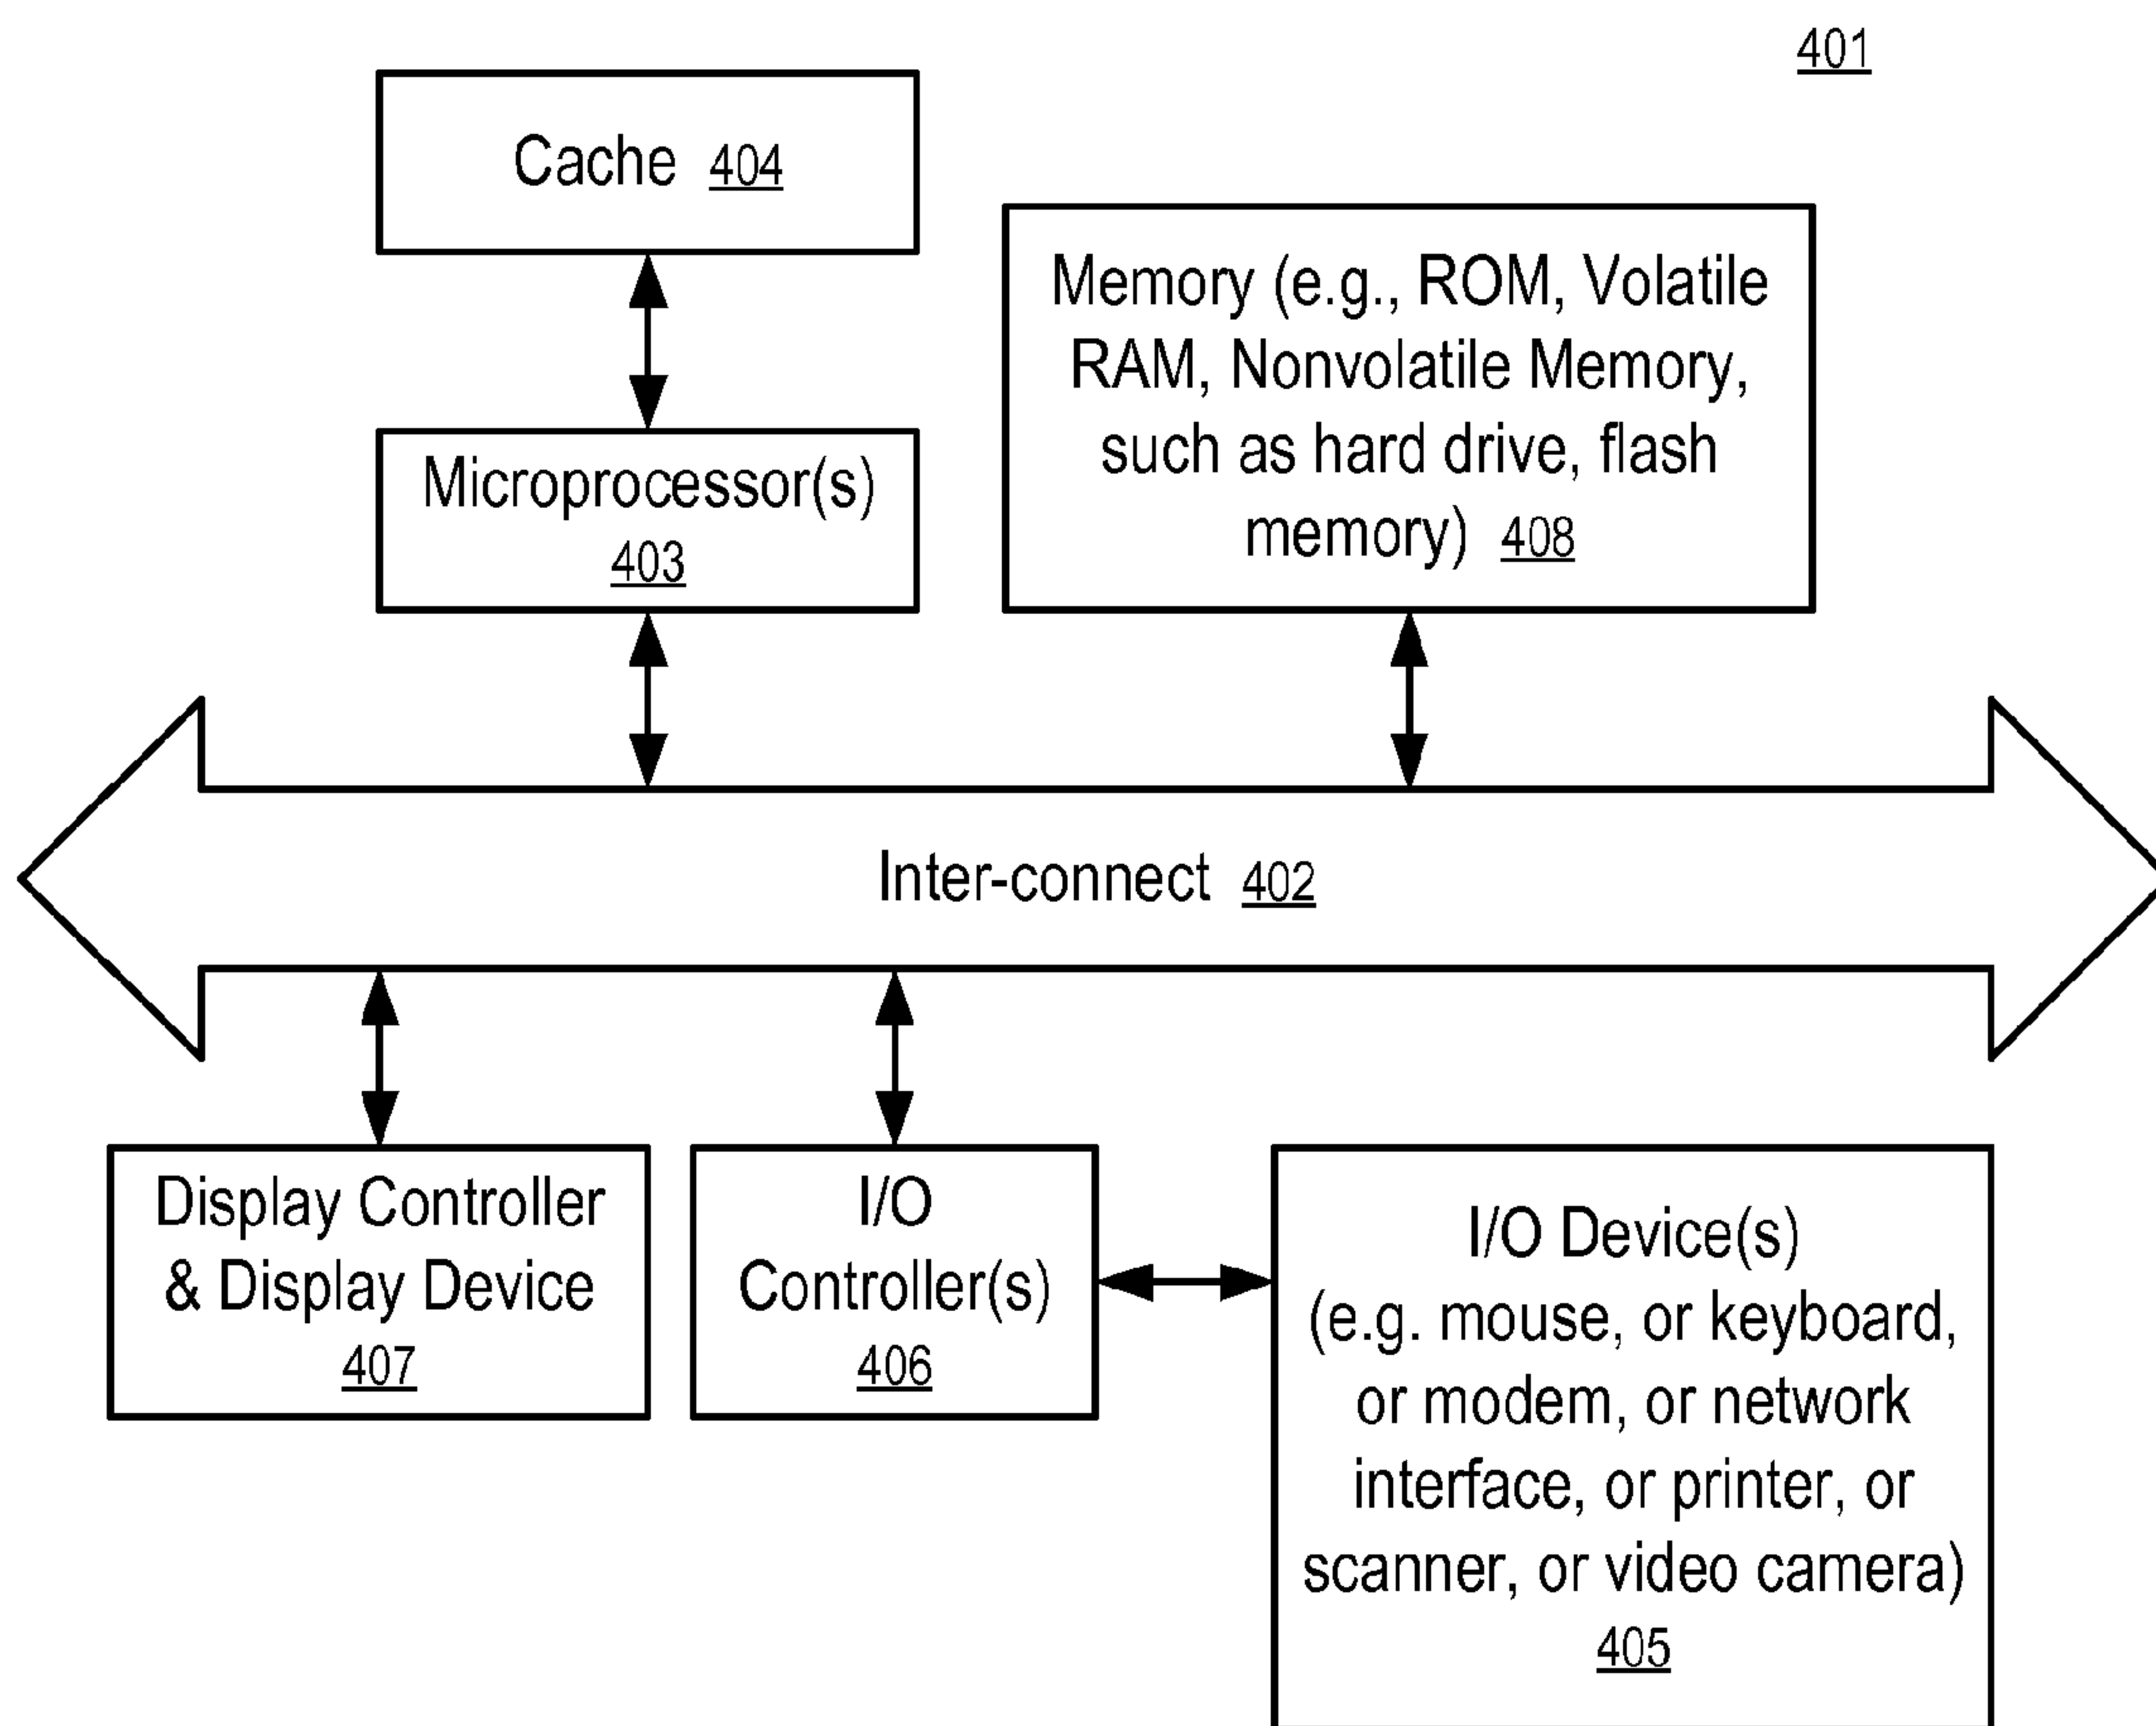 401
Cache 404
Memory (e.g., ROM, Volatile
RAM, Nonvolatile Memory,
such as hard drive, flash
memory) 408
Microprocessor(s)
403
Inter-connect 402
Display Controller
& Display Device
407
I/O
Controller(s)
406
I/O Device(s)
(e.g. mouse, or keyboard,
or modem, or network
interface, or printer, or
scanner, or video camera)
405